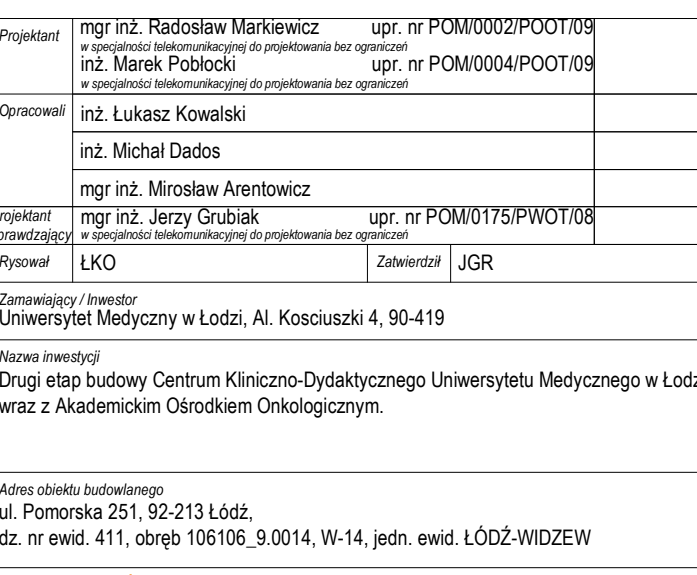 Projektant mgr inż. Radosław Markiewicz upr. nr POM/0002/POOT/09
w specjalności telekomunikacyjnej do projektowania bez ograniczeń
inż. Marek Pobłocki upr. nr POM/0004/POOT/09
w specjalności telekomunikacyjnej do projektowania bez ograniczeń
Opracowali inż. Łukasz Kowalski
inż. Michał Dados
mgr inż. Mirosław Arentowicz
rojektant mgr inż. Jerzy Grubiak upr. nr POM/0175/PWOT/08
prawdzający w specjalności telekomunikacyjnej do projektowania bez ograniczeń
Rysował ŁKO Zatwierdził JGR
Zamawiający / Inwestor
Uniwersytet Medyczny w Łodzi, Al. Kosciuszki 4, 90-419
Nazwa inwestycji
Drugi etap budowy Centrum Kliniczno-Dydaktycznego Uniwersytetu Medycznego w Łodz
wraz z Akademickim Ośrodkiem Onkologicznym.
Adres obiektu budowlanego
ul. Pomorska 251, 92-213 Łódź,
dz. nr ewid. 411, obręb 106106_9.0014, W-14, jedn. ewid. ŁÓDŹ-WIDZEW